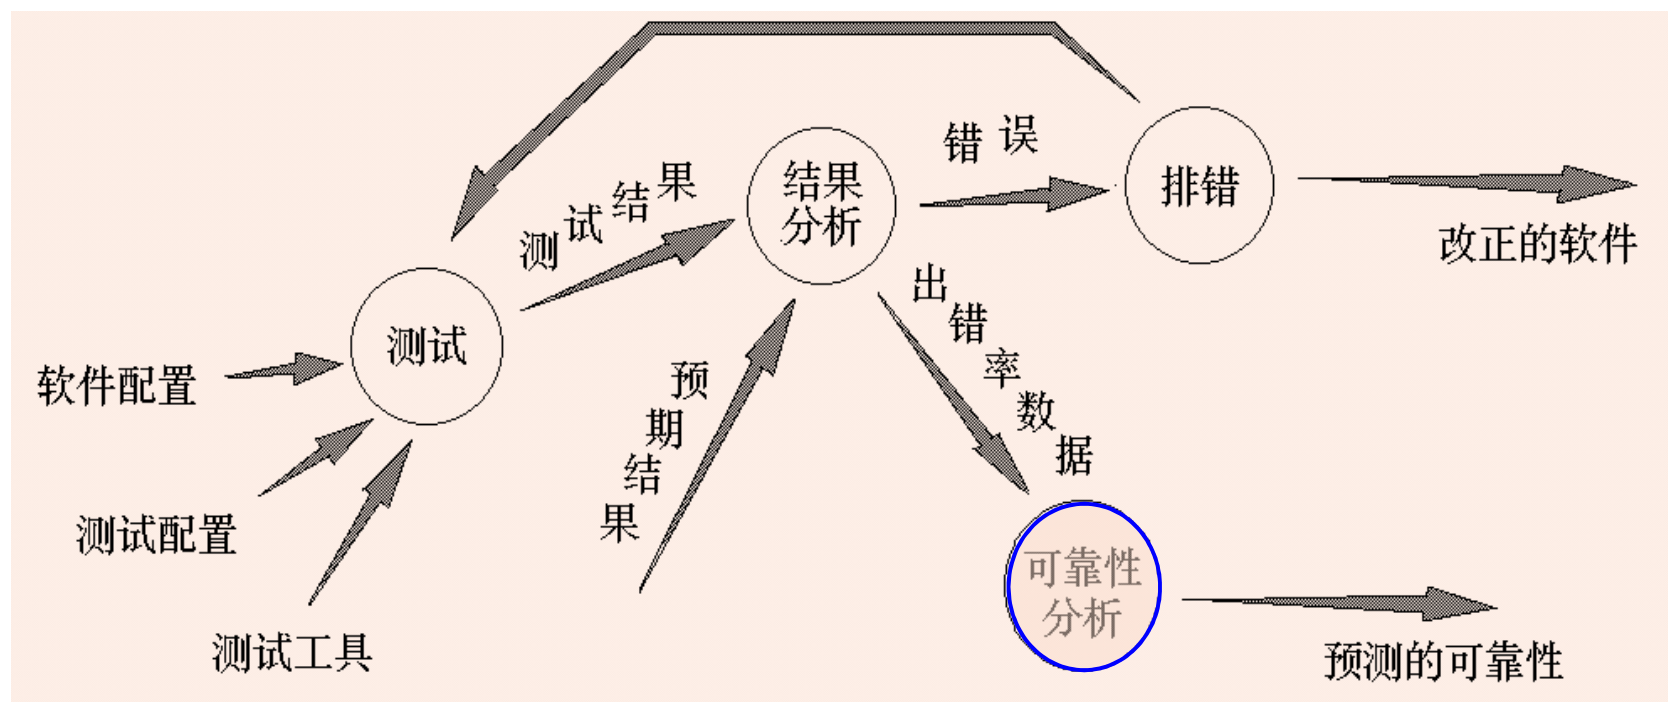 软件配置
测试配置
测试工具
测试
测试结果
预期结果
结果
分析
错误
排错
改正的软件
出错率数据
可靠性
分析
预测的可靠性